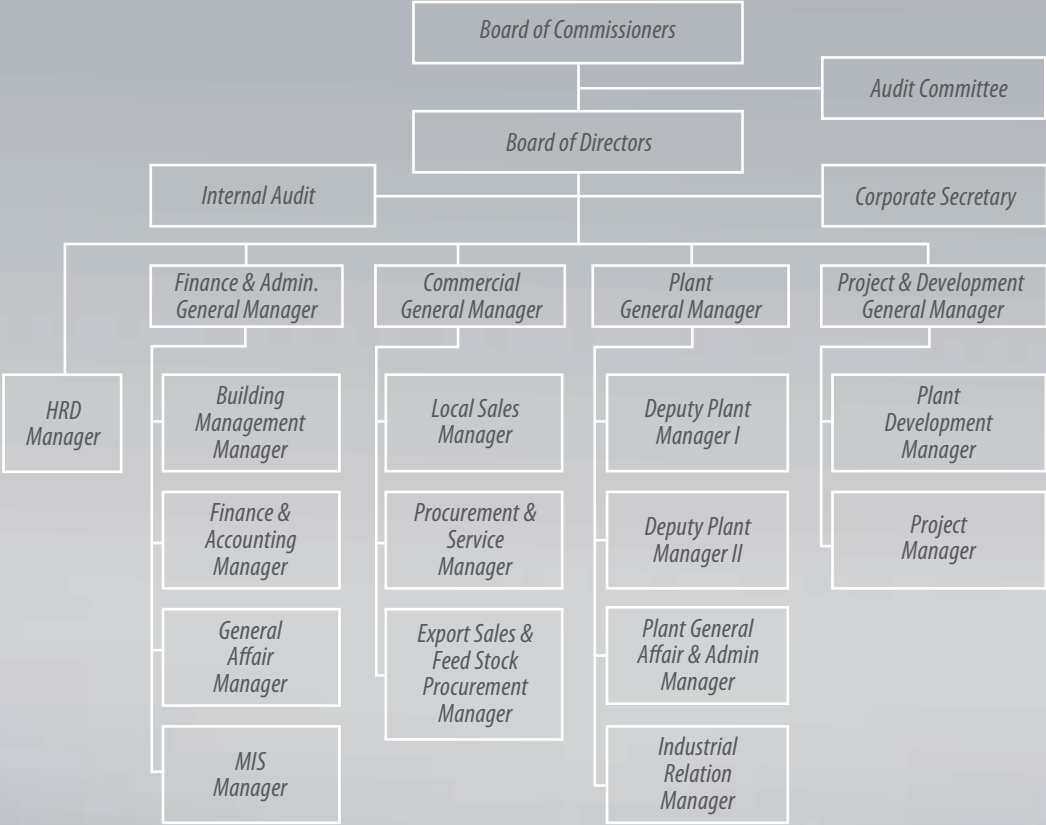 Board of Commissioners
Audit Committee
Board of Directors
Internal Audit
Corporate Secretary
Finance & Admin.
General Manager
Commercial
General Manager
Plant
General Manager
Project & Development
General Manager
HRD
Manager
Building
Management
Manager
Finance &
Accounting
Manager
General
Affair
Manager
MIS
Manager
Local Sales
Manager
Procurement &
Service
Manager
Export Sales &
Feed Stock
Procurement
Manager
Deputy Plant
Manager I
Deputy Plant
Manager II
Plant General
Affair & Admin
Manager
Industrial
Relation
Manager
Plant
Development
Manager
Project
Manager